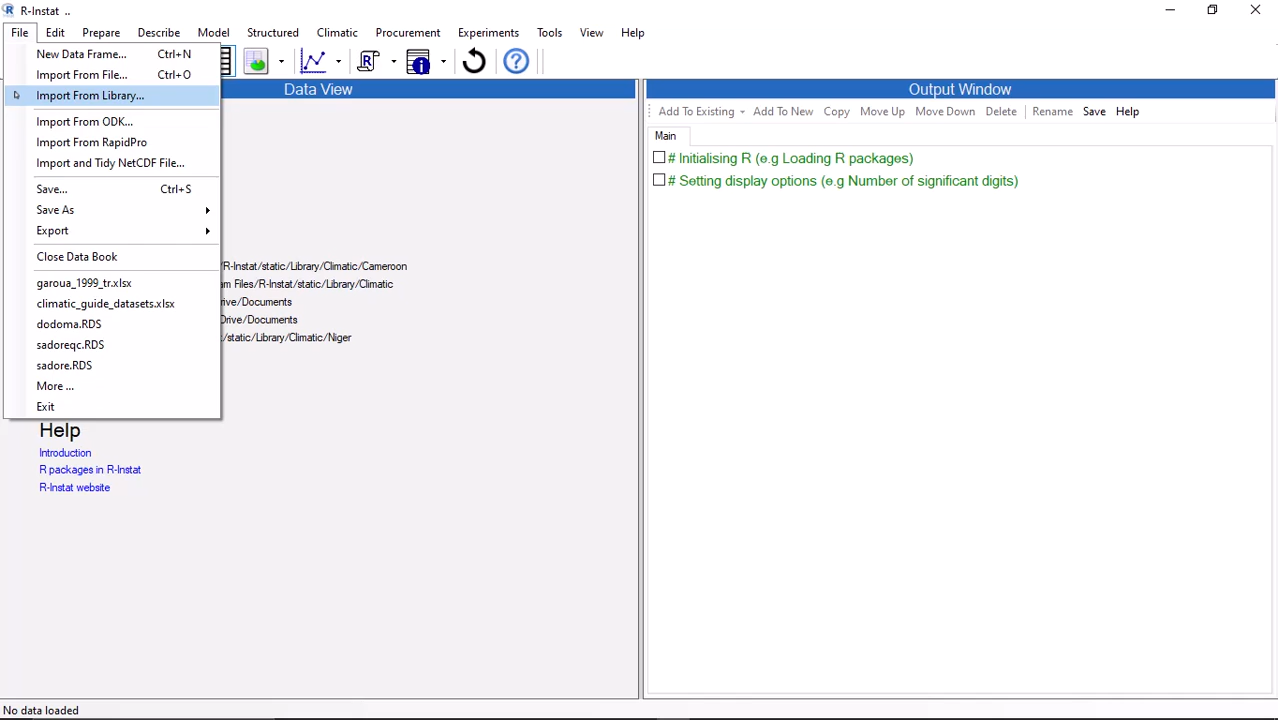 R-Instat ..
File Edit Prepare Describe Model Structured Climatic Procurement Experiments Tools View Help
New Data Frame... Ctrl+N
Import From File... Ctrl+O
Import From Library...
Import From ODK...
Import From RapidPro
Import and Tidy NetCDF File...
Save... Ctrl+S
Save As
Export
Close Data Book
garoua_1999_tr.xlsx
climatic_guide_datasets.xlsx
dodoma.RDS
sadoreqc.RDS
sadore.RDS
More ...
Exit
Data View
/R-Instat/static/Library/Climatic/Cameroon
am Files/R-Instat/static/Library/Climatic
rive/Documents
Drive/Documents
/static/Library/Climatic/Niger
Help
Introduction
R packages in R-Instat
R-Instat website
Output Window
Add To Existing Add To New Copy Move Up Move Down Delete Rename Save Help
Main
# Initialising R (e.g Loading R packages)
# Setting display options (e.g Number of significant digits)
No data loaded